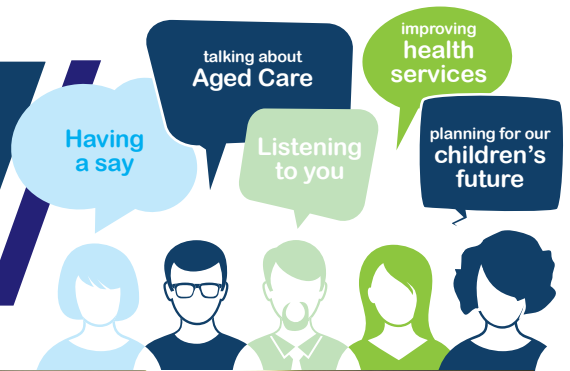 Having
a say
talking about
Aged Care
Listening
to you
improving
health
services
planning for our
children's
future